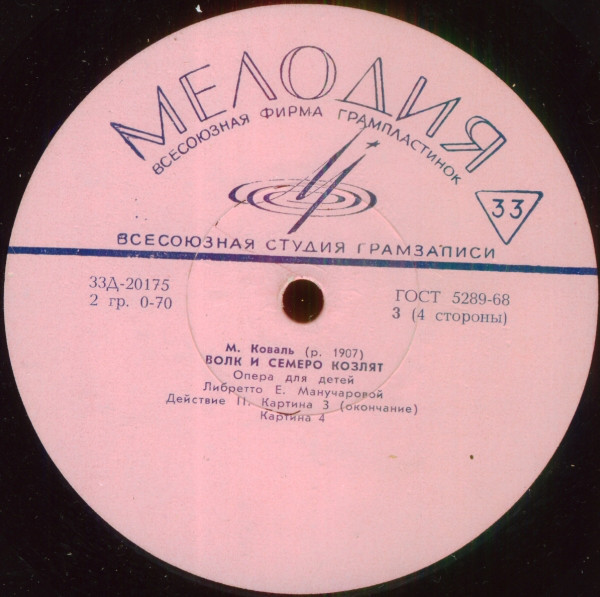 МЕЛОДИЯ
ВСЕСОЮЗНАЯ ФИРМА ГРАМПЛАСТИНОК
33
ВСЕСОЮЗНАЯ СТУДИЯ ГРАМЗАПИСИ
33Д-20175
2 гр. 0-70
ГОСТ 5289-68
3 (4 стороны)
М. Коваль (р. 1907)
ВОЛК И СЕМЕРО КОЗЛЯТ
Опера для детей
Либретто Е. Манучаровой
Действие II. Картина 3 (окончание)
Картина 4